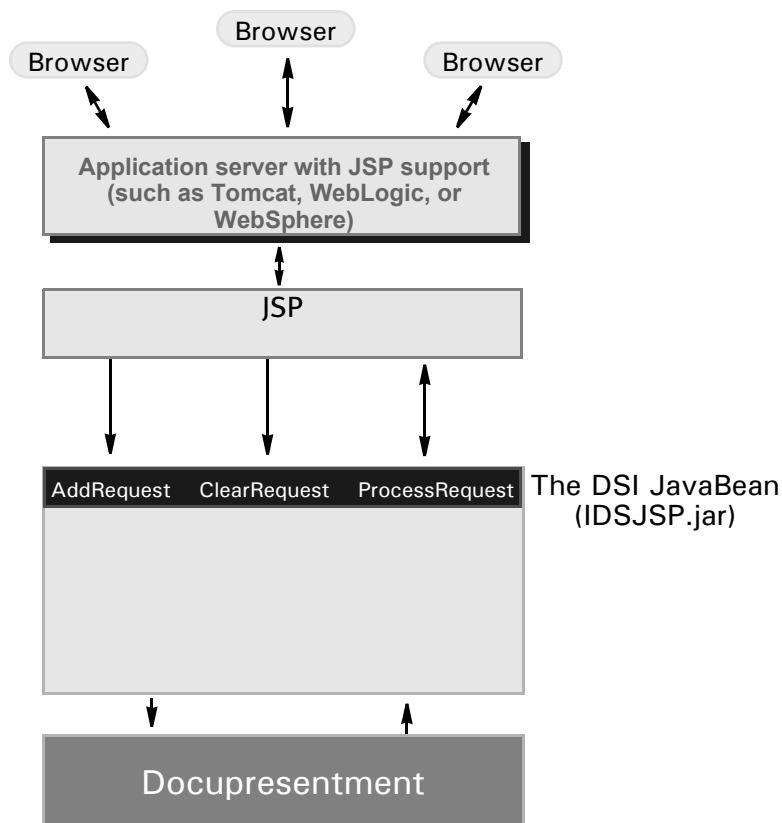 Browser
Browser
Browser
Application server with JSP support
(such as Tomcat, WebLogic, or
WebSphere)
JSP
AddRequest ClearRequest ProcessRequest
The DSI JavaBean
(IDSJSP.jar)
Docupresentment